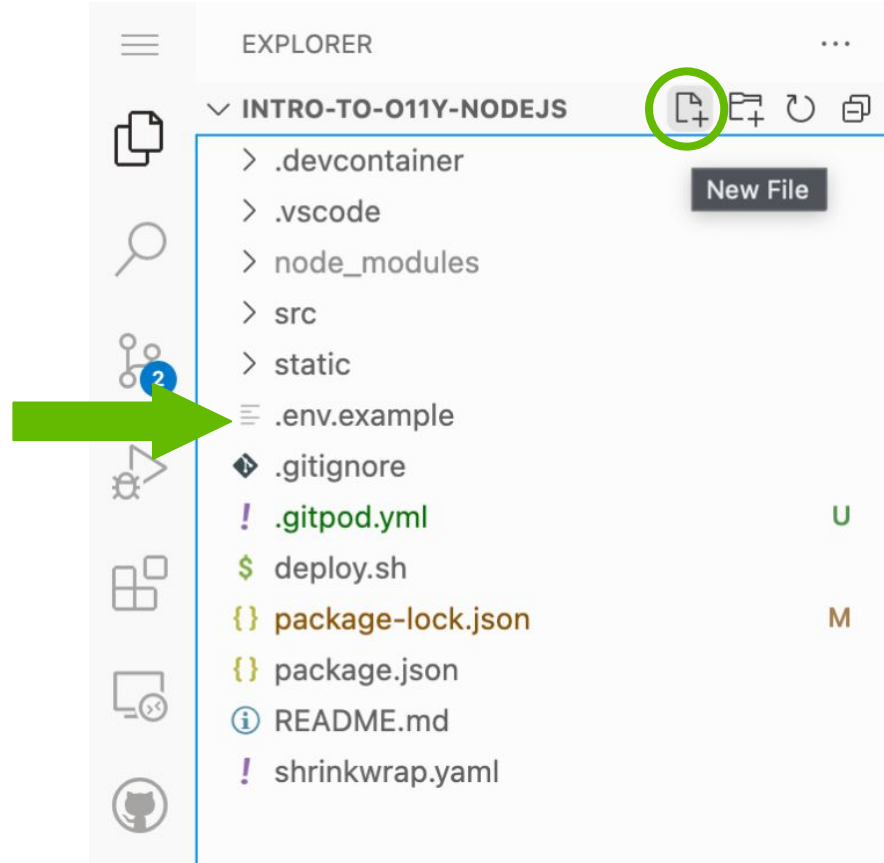 EXPLORER
INTRO-TO-O11Y-NODEJS
New File
.devcontainer
.vscode
node_modules
src
static
2
.env.example
.gitignore
! .gitpod.yml U
$ deploy.sh
{} package-lock.json M
{} package.json
README.md
! shrinkwrap.yaml